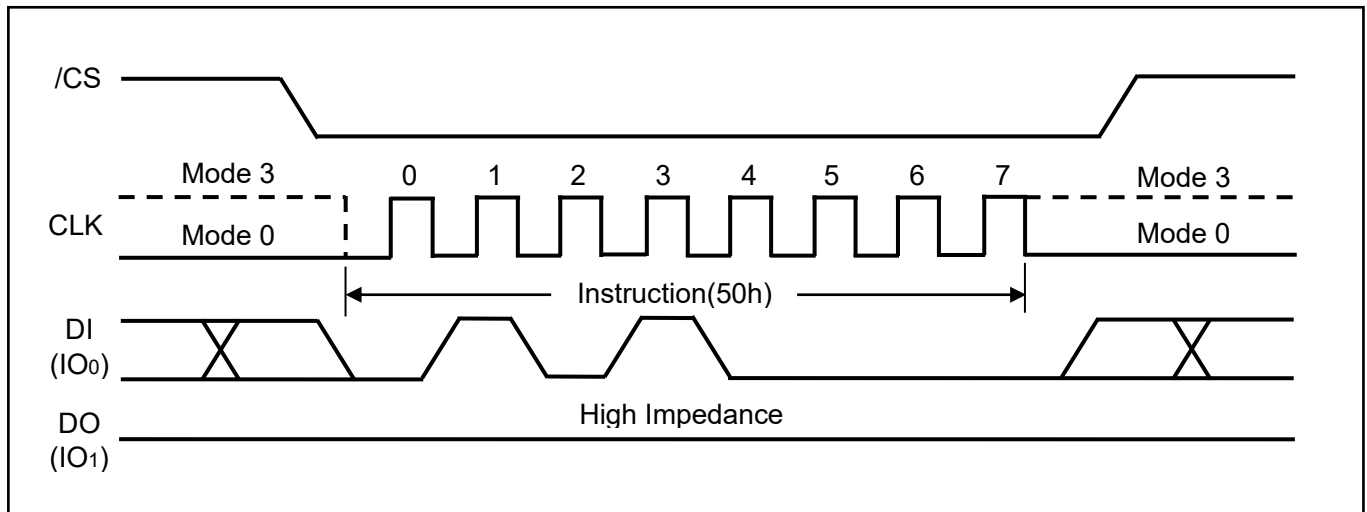 /CS
Mode 3
0 1 2 3 4 5 6 7
Mode 3
CLK
Mode 0
Mode 0
Instruction(50h)
DI
(IO0)
High Impedance
DO
(IO1)